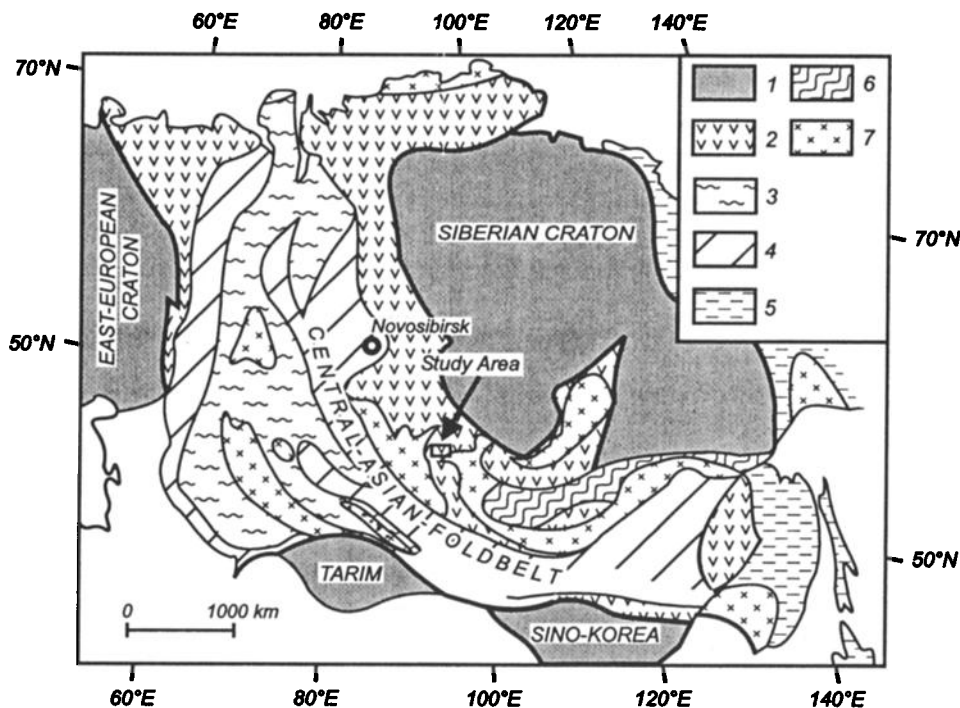 60°E 80°E 100°E 120°E 140°E
70°N
1 6
2 7
3
4
5
EAST-EUROPEAN
CRATON
SIBERIAN CRATON
70°N
50°N
Novosibirsk
Study Area
CENTRAL-ASIAN-FOLDBELT
50°N
TARIM
0 1000 km
SINO-KOREA
60°E 80°E 100°E 120°E 140°E